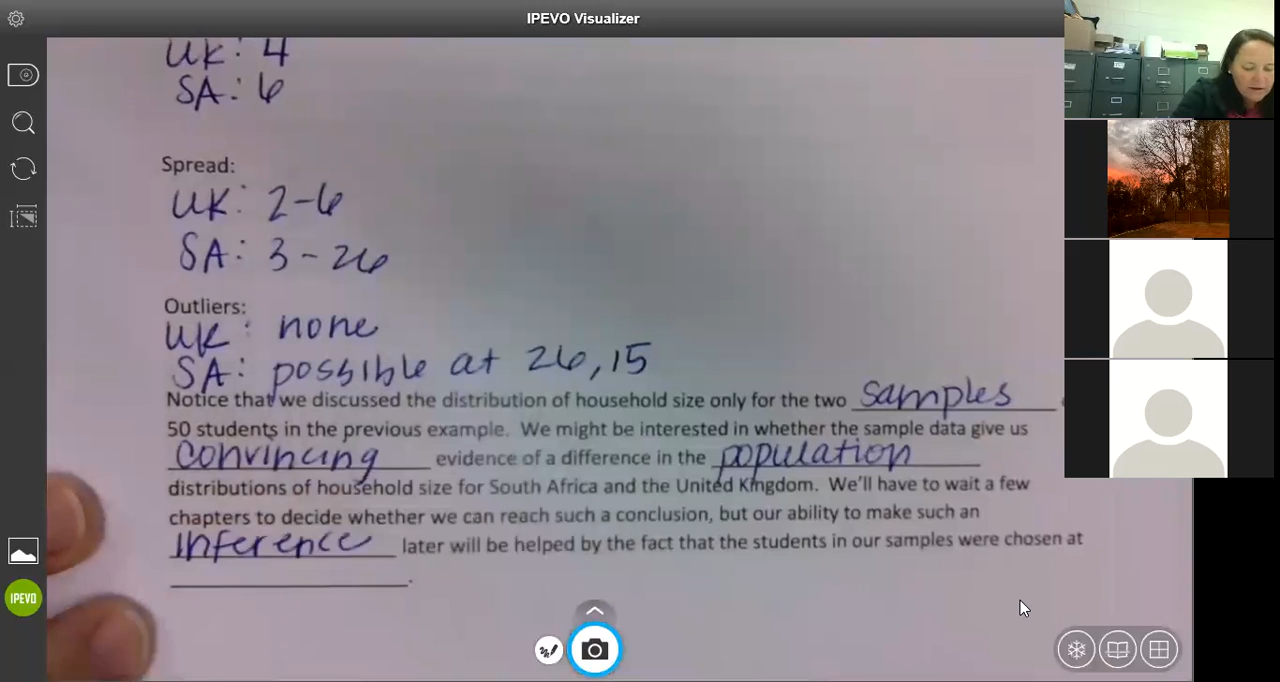 IPEVO Visualizer
UK: 4
SA: 6
Spread:
UK: 2-6
SA: 3-26
Outliers:
UK: none
SA: possible at 26,15
Notice that we discussed the distribution of household size only for the two samples
50 students in the previous example. We might be interested in whether the sample data give us
convincing evidence of a difference in the population
distributions of household size for South Africa and the United Kingdom. We'll have to wait a few
chapters to decide whether we can reach such a conclusion, but our ability to make such an
inference later will be helped by the fact that the students in our samples were chosen at
.
IPEVO